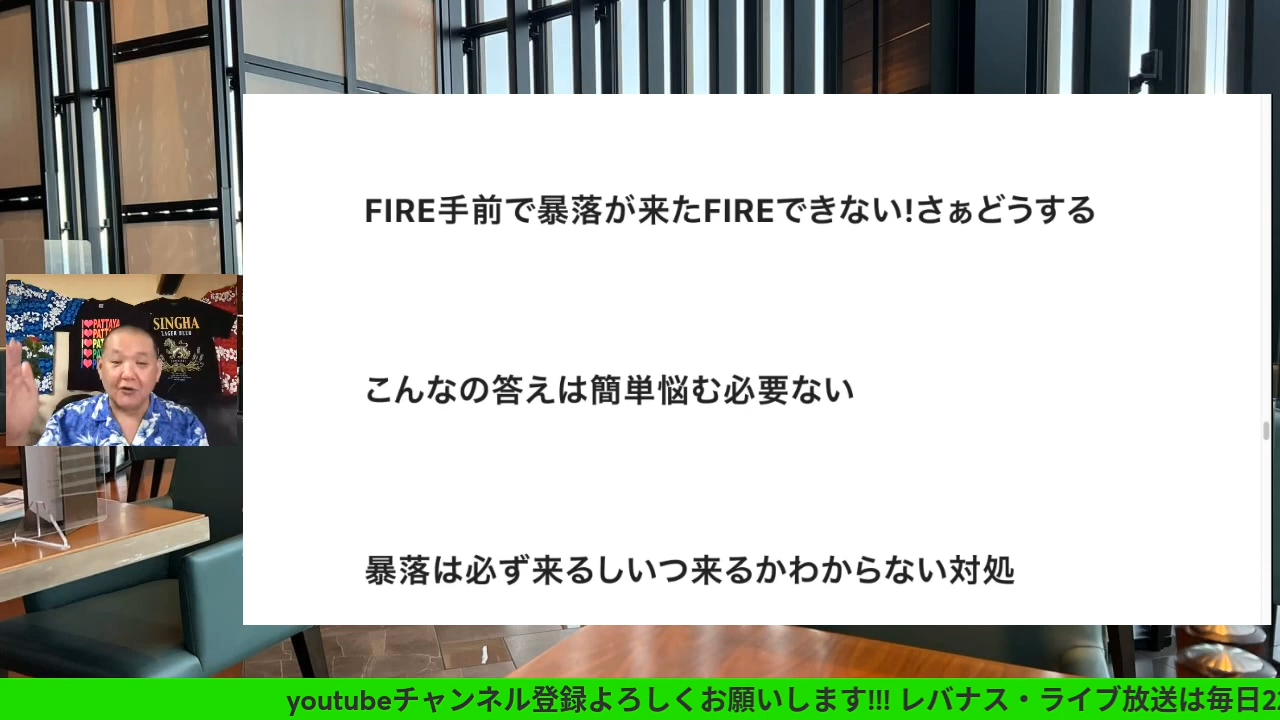 FIRE手前で暴落が来たFIREできない!さぁどうする
こんなの答えは簡単悩む必要ない
暴落は必ず来るしいつ来るかわからない対処
PATTAYA
SINGHA
LAGER BEER
youtubeチャンネル登録よろしくお願いします!!! レバナス・ライブ放送は毎日22